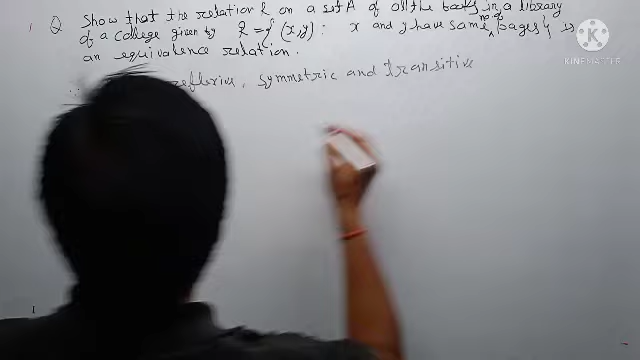 Q Show that the relation R on a set A of all the books in a library
of a college given by R = {(x,y): x and y have same no. of pages} is
an equivalence relation.
reflexive, symmetric and transitive
KINEMASTER